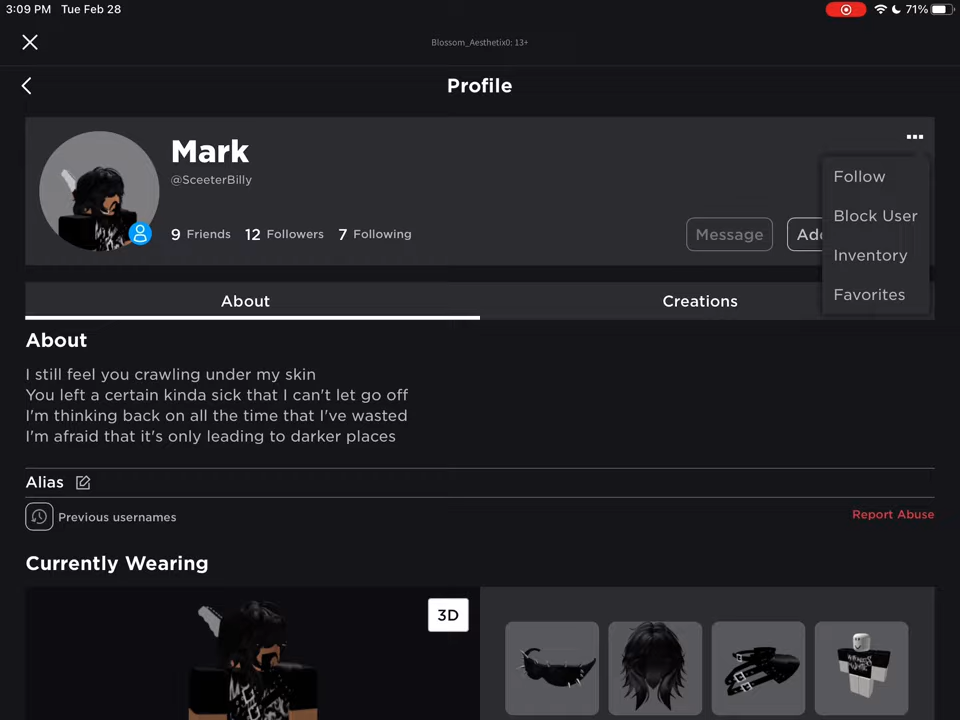 3:09 PM Tue Feb 28
71%
Blossom_Aesthetix0: 13+
Profile
Mark
@SceeterBilly
9 Friends 12 Followers 7 Following
Message
Follow
Block User
Inventory
Favorites
About
Creations
About
I still feel you crawling under my skin
You left a certain kinda sick that I can't let go off
I'm thinking back on all the time that I've wasted
I'm afraid that it's only leading to darker places
Alias
Previous usernames
Report Abuse
Currently Wearing
3D